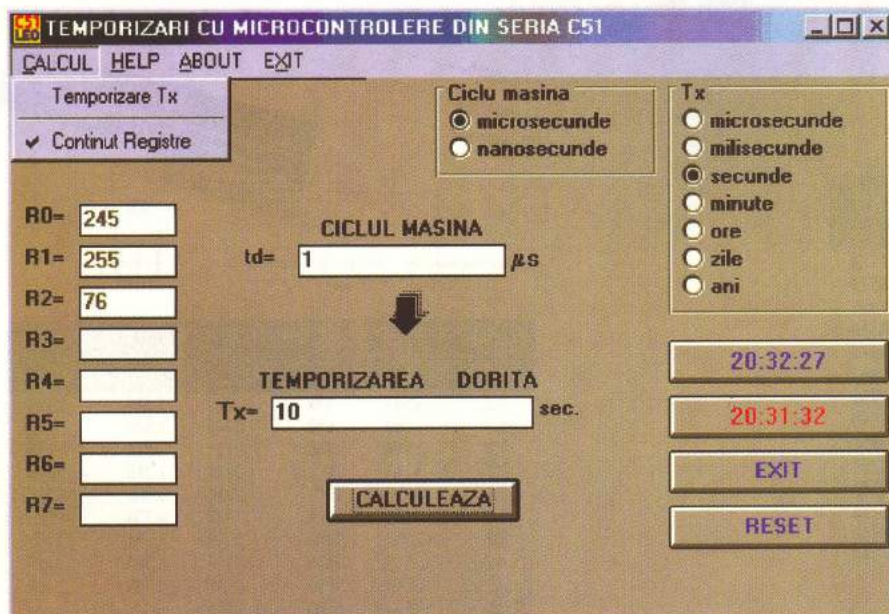 C5
LEO
TEMPORIZARI CU MICROCONTROLERE DIN SERIA C51
CALCUL HELP ABOUT EXIT
Temporizare Tx
✔ Continut Registre
Ciclu masina
microsecunde
nanosecunde
Tx
microsecunde
milisecunde
secunde
minute
ore
zile
ani
R0= 245
R1= 255
R2= 76
R3=
R4=
R5=
R6=
R7=
CICLUL MASINA
td= 1 µs
TEMPORIZAREA DORITA
Tx= 10 sec.
CALCULEAZA
20:32:27
20:31:32
EXIT
RESET